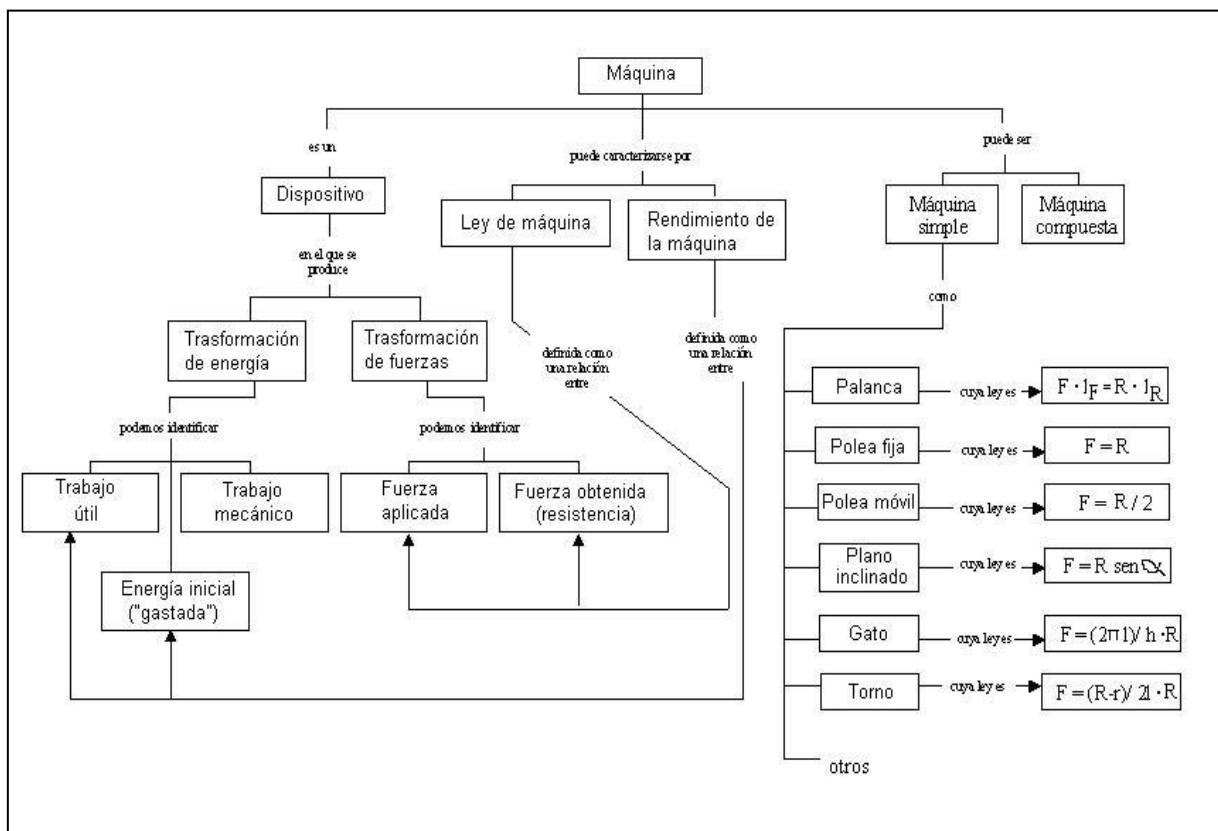 Máquina
es un
puede caracterizarse por
puede ser
Dispositivo
Ley de máquina
Rendimiento de
la máquina
Máquina
simple
Máquina
compuesta
en el que se
produce
como
Trasformación
de energía
Trasformación
de fuerzas
definida como
una relación
entre
definida como
una relación
entre
podemos identificar
podemos identificar
Trabajo
útil
Trabajo
mecánico
Fuerza
aplicada
Fuerza obtenida
(resistencia)
Energía inicial
("gastada")
Palanca
cuya ley es
F · l_F = R · l_R
Polea fija
cuya ley es
F = R
Polea móvil
cuya ley es
F = R / 2
Plano
inclinado
cuya ley es
F = R sen α
Gato
cuya ley es
F = (2π1)/ h · R
Torno
cuya ley es
F = (R-r)/ 2l · R
otros